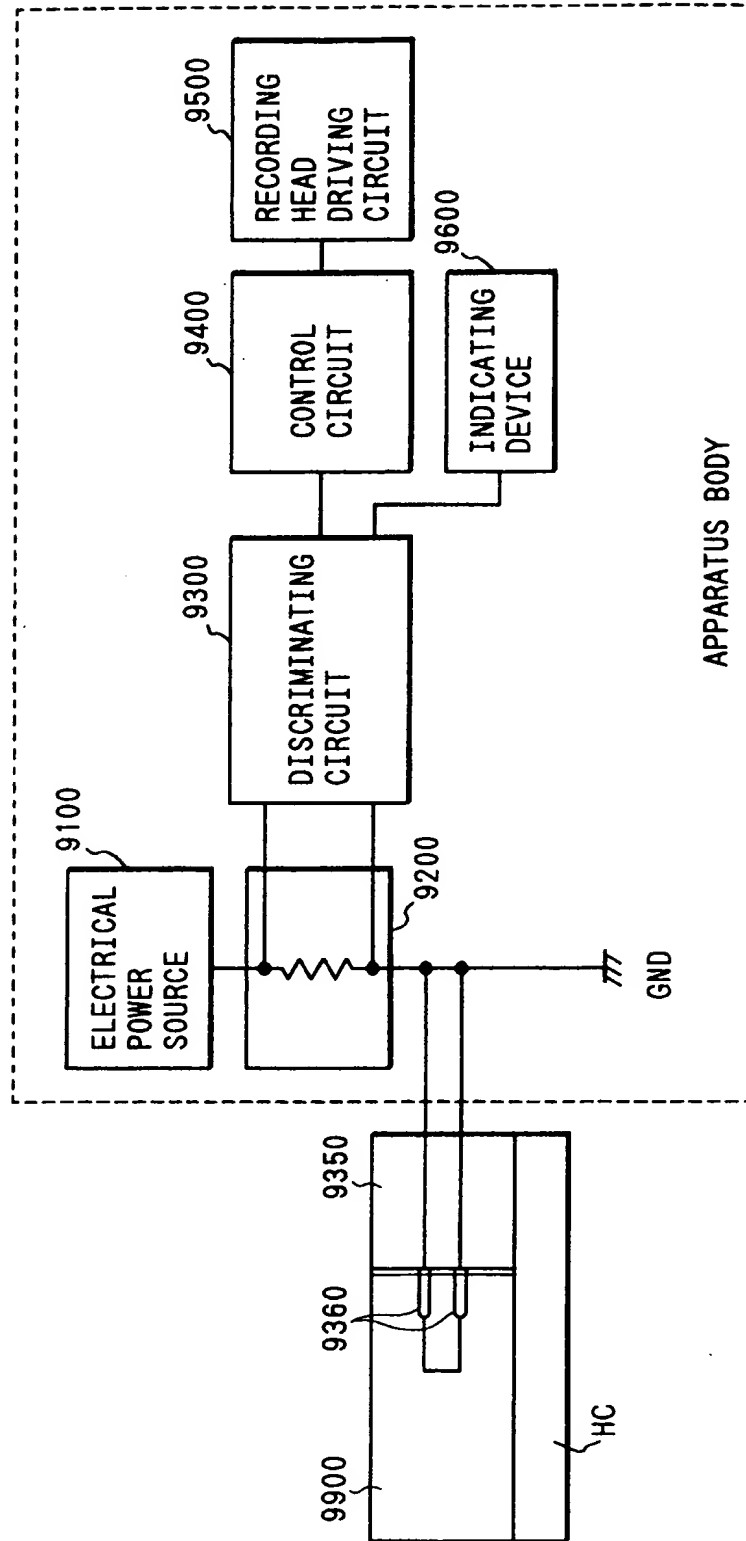 9100
ELECTRICAL
POWER
SOURCE
9200
9300
DISCRIMINATING
CIRCUIT
9400
CONTROL
CIRCUIT
9500
RECORDING
HEAD
DRIVING
CIRCUIT
9600
INDICATING
DEVICE
GND
APPARATUS BODY
9900
9360
9350
HC